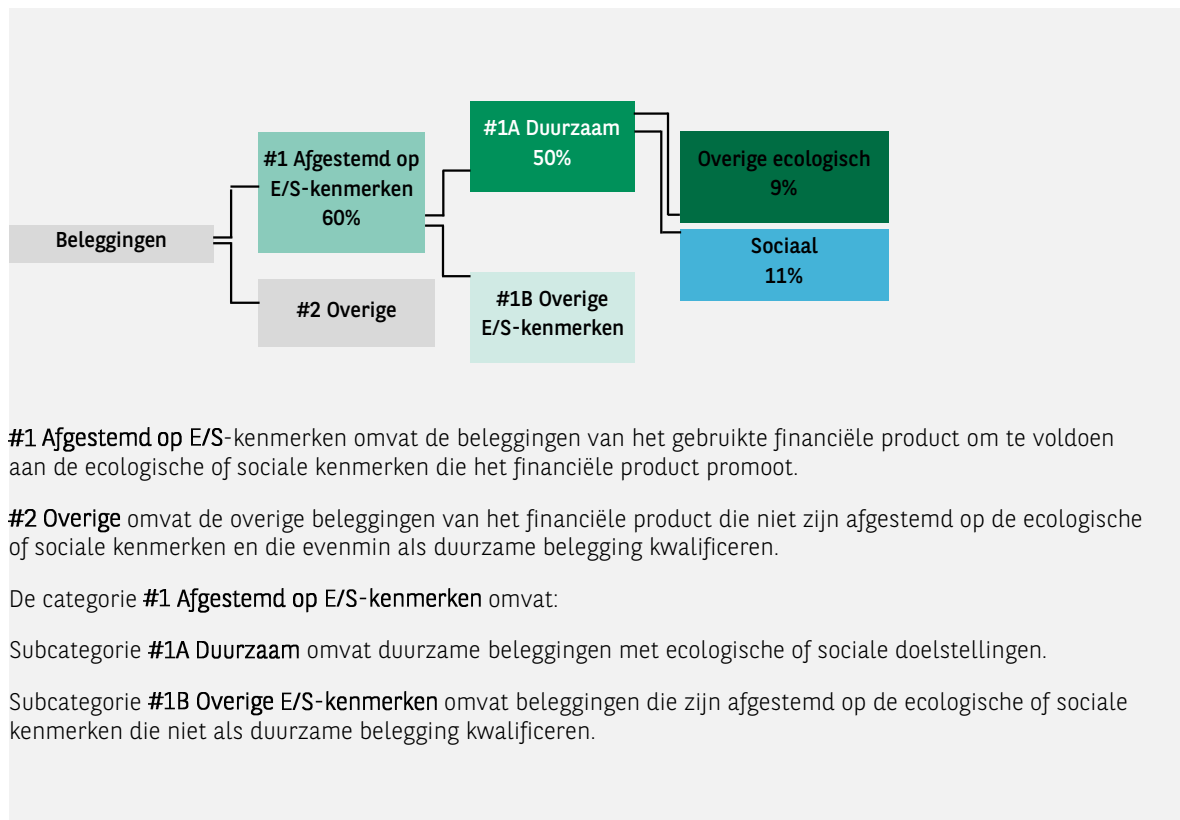 #1A Duurzaam
50%
#1 Afgestemd op
E/S-kenmerken
60%
Overige ecologisch
9%
Beleggingen
Sociaal
11%
#2 Overige
#1B Overige
E/S-kenmerken
#1 Afgestemd op E/S-kenmerken omvat de beleggingen van het gebruikte financiële product om te voldoen
aan de ecologische of sociale kenmerken die het financiële product promoot.
#2 Overige omvat de overige beleggingen van het financiële product die niet zijn afgestemd op de ecologische
of sociale kenmerken en die evenmin als duurzame belegging kwalificeren.
De categorie #1 Afgestemd op E/S-kenmerken omvat:
Subcategorie #1A Duurzaam omvat duurzame beleggingen met ecologische of sociale doelstellingen.
Subcategorie #1B Overige E/S-kenmerken omvat beleggingen die zijn afgestemd op de ecologische of sociale
kenmerken die niet als duurzame belegging kwalificeren.